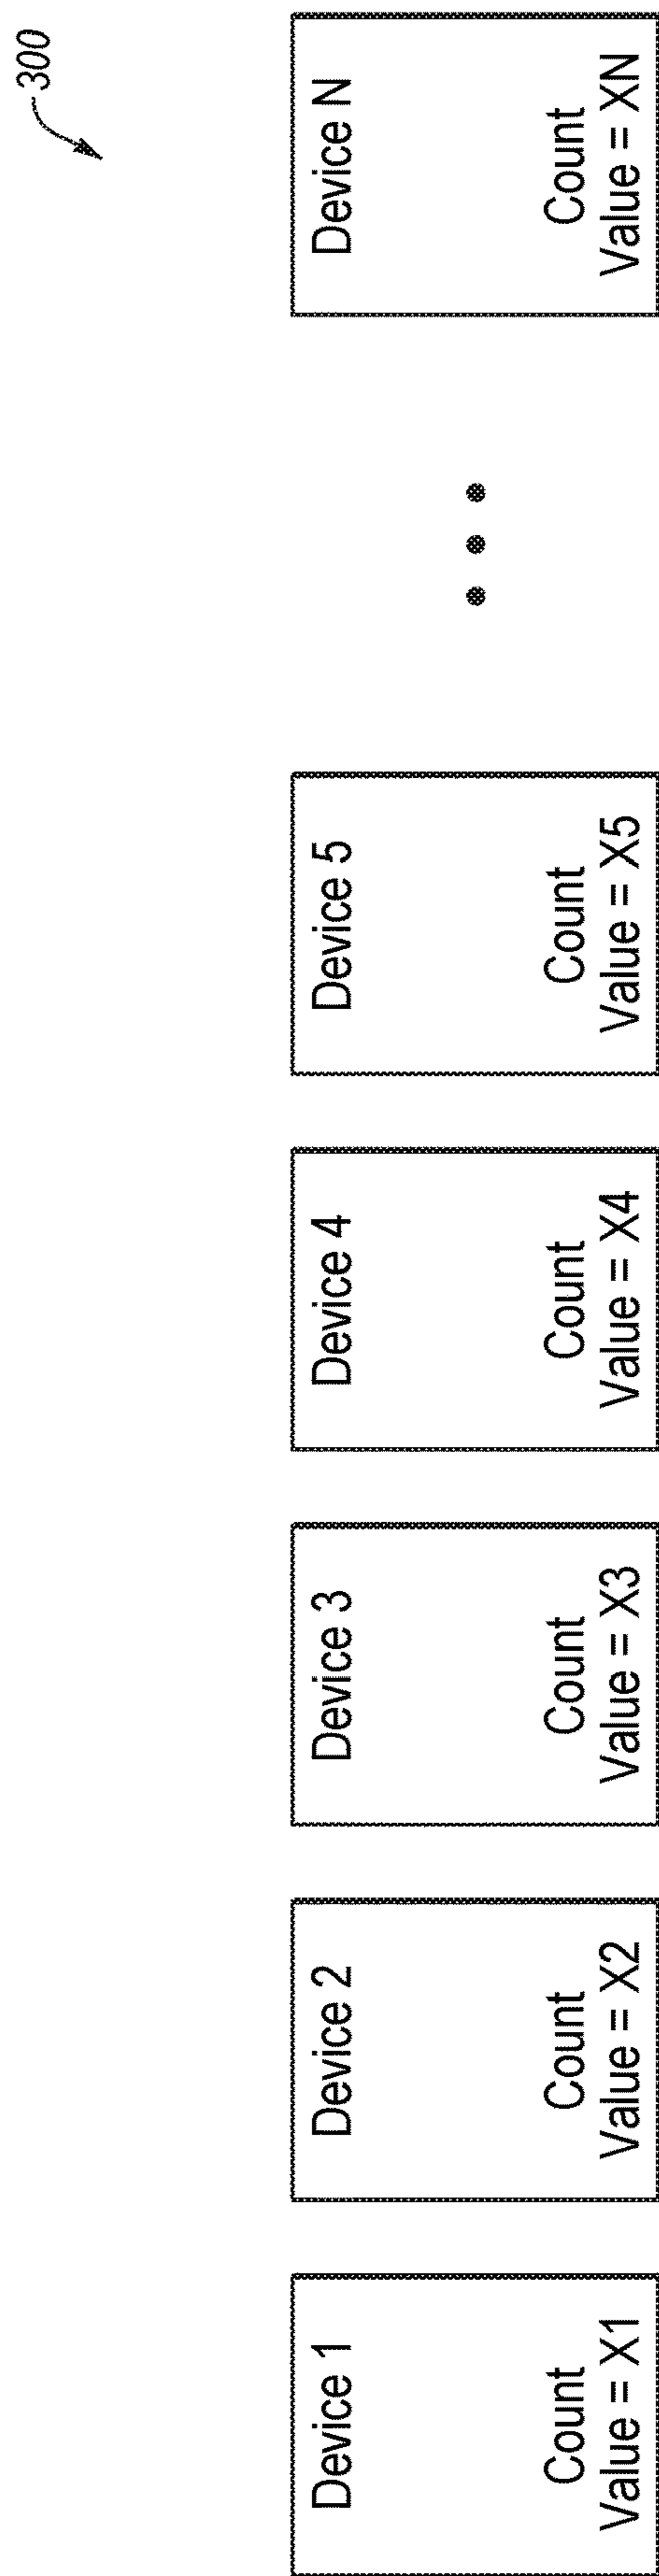 300
Device 1
Count
Value = X1
Device 2
Count
Value = X2
Device 3
Count
Value = X3
Device 4
Count
Value = X4
Device 5
Count
Value = X5
Device N
Count
Value = XN